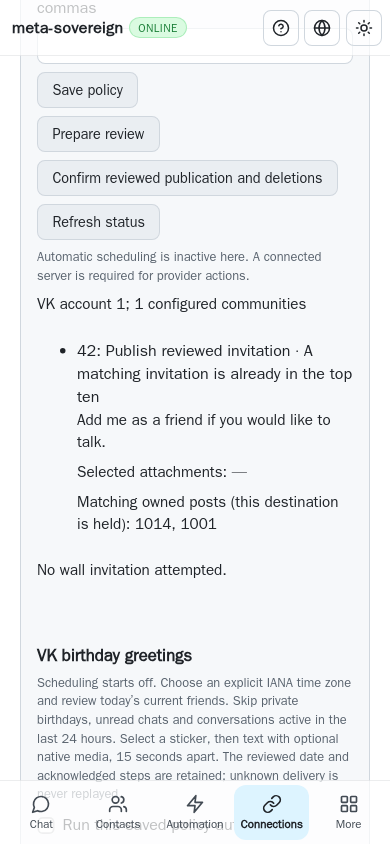 commas
meta-sovereign ONLINE
Save policy
Prepare review
Confirm reviewed publication and deletions
Refresh status
Automatic scheduling is inactive here. A connected
server is required for provider actions.
VK account 1; 1 configured communities
42: Publish reviewed invitation · A
matching invitation is already in the top
ten
Add me as a friend if you would like to
talk.
Selected attachments: —
Matching owned posts (this destination
is held): 1014, 1001
No wall invitation attempted.
VK birthday greetings
Scheduling starts off. Choose an explicit IANA time zone
and review today's current friends. Skip private
birthdays, unread chats and conversations active in the
last 24 hours. Select a sticker, then text with optional
native media, 15 seconds apart. The reviewed date and
acknowledged steps are retained; unknown delivery is
never replayed.
Run this saved policy
Chat Contacts Automation Connections More